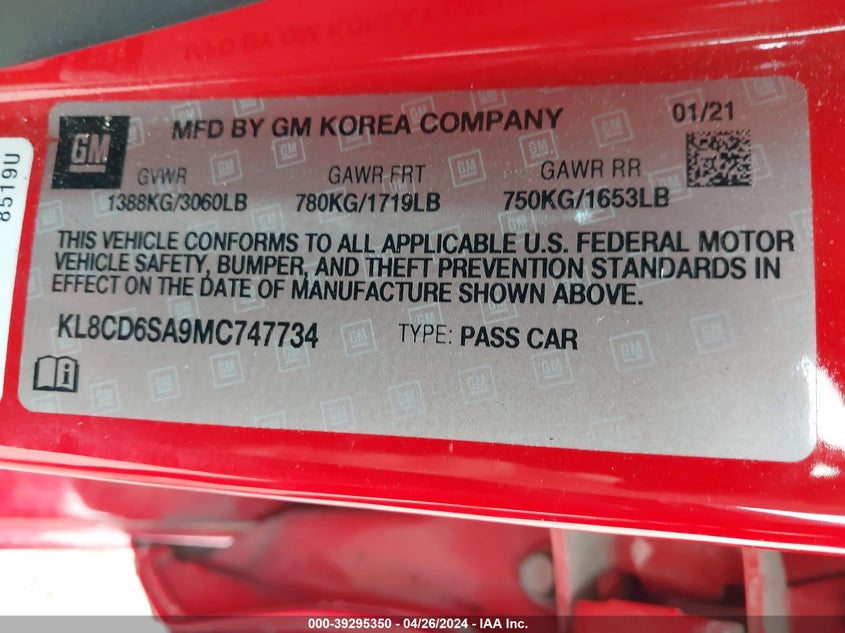 GM
MFD BY GM KOREA COMPANY
01/21
GVWR GAWR FRT GAWR RR
1388KG/3060LB 780KG/1719LB 750KG/1653LB
THIS VEHICLE CONFORMS TO ALL APPLICABLE U.S. FEDERAL MOTOR
VEHICLE SAFETY, BUMPER, AND THEFT PREVENTION STANDARDS IN
EFFECT ON THE DATE OF MANUFACTURE SHOWN ABOVE.
KL8CD6SA9MC747734 TYPE: PASS CAR
8519U
000-39295350 - 04/26/2024 - IAA Inc.